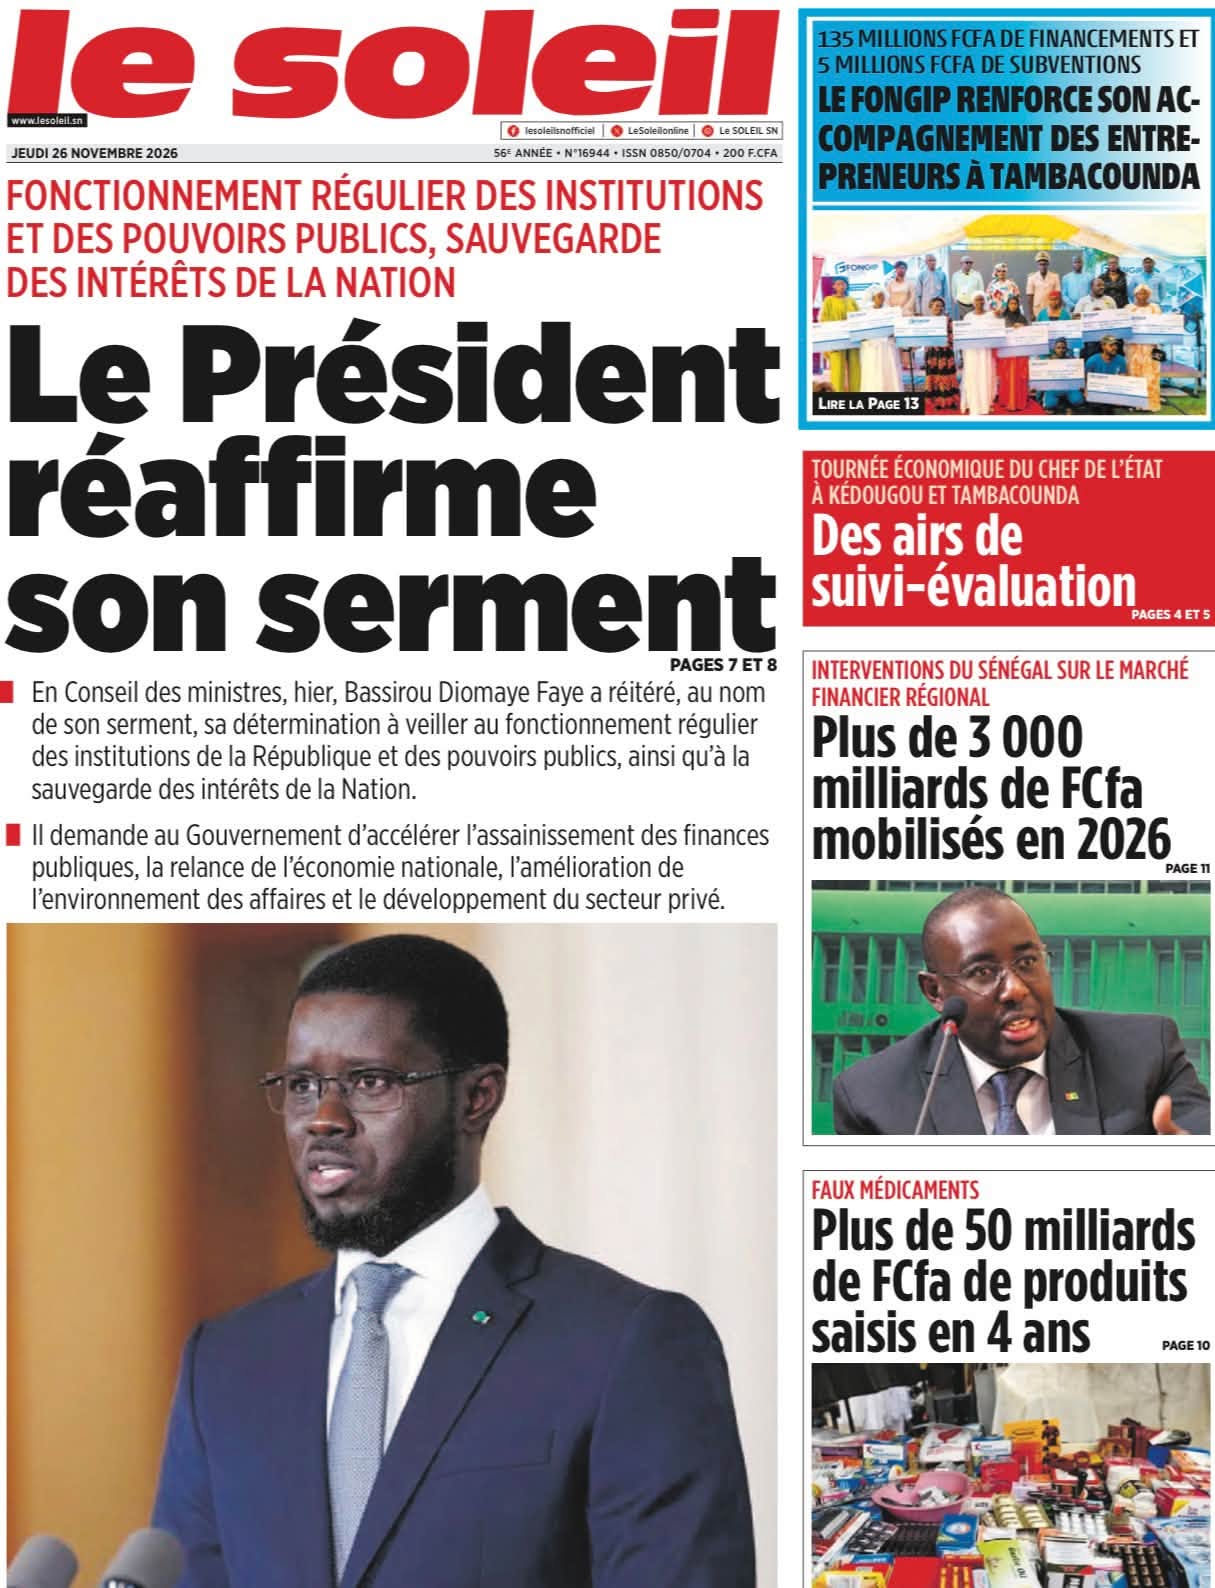 le soleil
www.lesoleil.sn
lesoleilsnofficiel | LeSoleilonline | Le SOLEIL SN
JEUDI 26 NOVEMBRE 2026
56e ANNÉE • N°16944 • ISSN 0850/0704 • 200 F.CFA
FONCTIONNEMENT RÉGULIER DES INSTITUTIONS
ET DES POUVOIRS PUBLICS, SAUVEGARDE
DES INTÉRÊTS DE LA NATION
Le Président
réaffirme
son serment
PAGES 7 ET 8
En Conseil des ministres, hier, Bassirou Diomaye Faye a réitéré, au nom
de son serment, sa détermination à veiller au fonctionnement régulier
des institutions de la République et des pouvoirs publics, ainsi qu'à la
sauvegarde des intérêts de la Nation.
Il demande au Gouvernement d'accélérer l'assainissement des finances
publiques, la relance de l'économie nationale, l'amélioration de
l'environnement des affaires et le développement du secteur privé.
135 MILLIONS FCFA DE FINANCEMENTS ET
5 MILLIONS FCFA DE SUBVENTIONS
LE FONGIP RENFORCE SON AC-
COMPAGNEMENT DES ENTRE-
PRENEURS À TAMBACOUNDA
FONGIP
LIRE LA PAGE 13
TOURNÉE ÉCONOMIQUE DU CHEF DE L'ÉTAT
À KÉDOUGOU ET TAMBACOUNDA
Des airs de
suivi-évaluation
PAGES 4 ET 5
INTERVENTIONS DU SÉNÉGAL SUR LE MARCHÉ
FINANCIER RÉGIONAL
Plus de 3 000
milliards de FCfa
mobilisés en 2026
PAGE 11
FAUX MÉDICAMENTS
Plus de 50 milliards
de FCfa de produits
saisis en 4 ans
PAGE 10